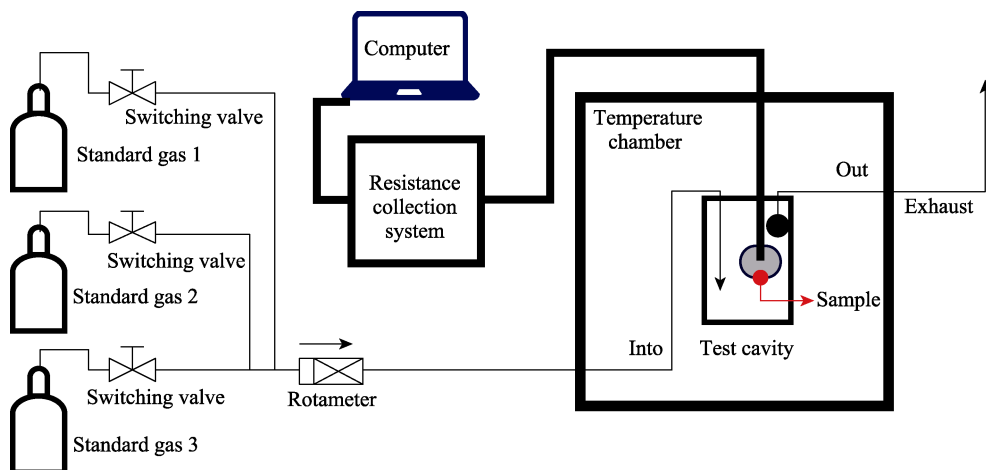 Computer
Switching valve
Standard gas 1
Temperature
chamber
Resistance
collection
system
Out
Exhaust
Switching valve
Standard gas 2
Sample
Into
Test cavity
Switching valve
Rotameter
Standard gas 3